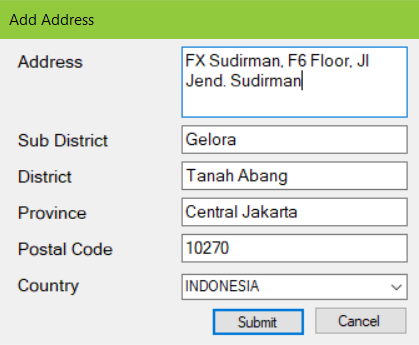 Add Address
Address FX Sudirman, F6 Floor, Jl
Jend. Sudirman
Sub District Gelora
District Tanah Abang
Province Central Jakarta
Postal Code 10270
Country INDONESIA
Submit Cancel